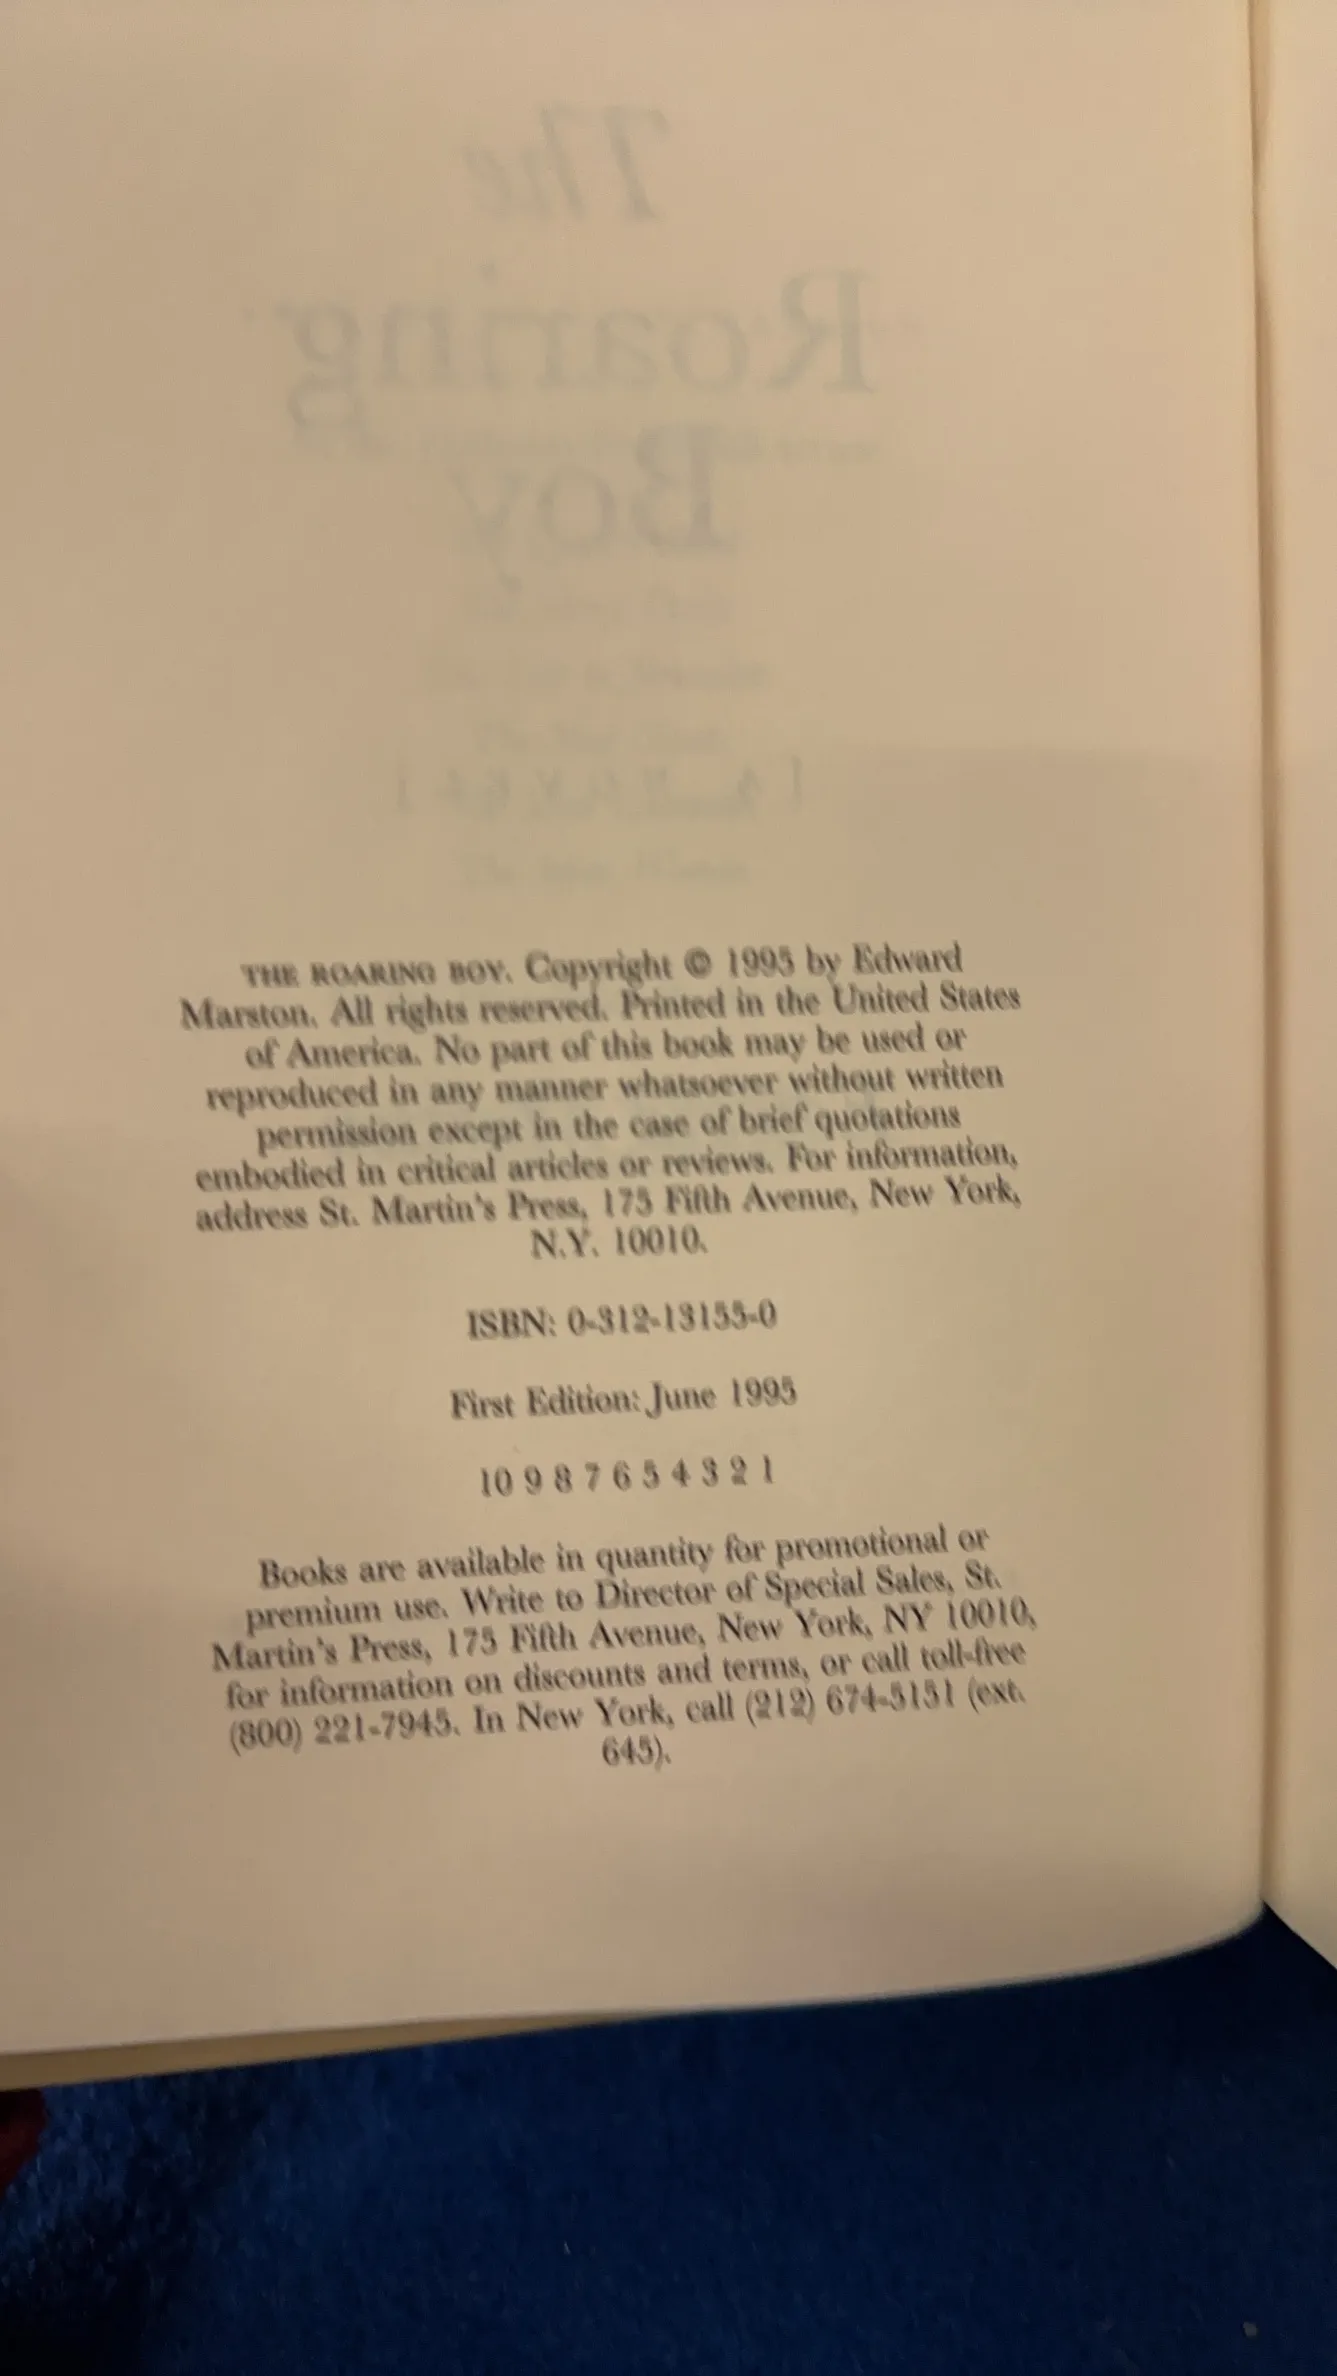 The
Roaring
Boy
THE ROARING BOY. Copyright © 1995 by Edward
Marston. All rights reserved. Printed in the United States
of America. No part of this book may be used or
reproduced in any manner whatsoever without written
permission except in the case of brief quotations
embodied in critical articles or reviews. For information,
address St. Martin's Press, 175 Fifth Avenue, New York,
N.Y. 10010.
ISBN: 0-312-13155-0
First Edition: June 1995
10 9 8 7 6 5 4 3 2 1
Books are available in quantity for promotional or
premium use. Write to Director of Special Sales, St.
Martin's Press, 175 Fifth Avenue, New York, NY 10010,
for information on discounts and terms, or call toll-free
(800) 221-7945. In New York, call (212) 674-5151 (ext.
645).